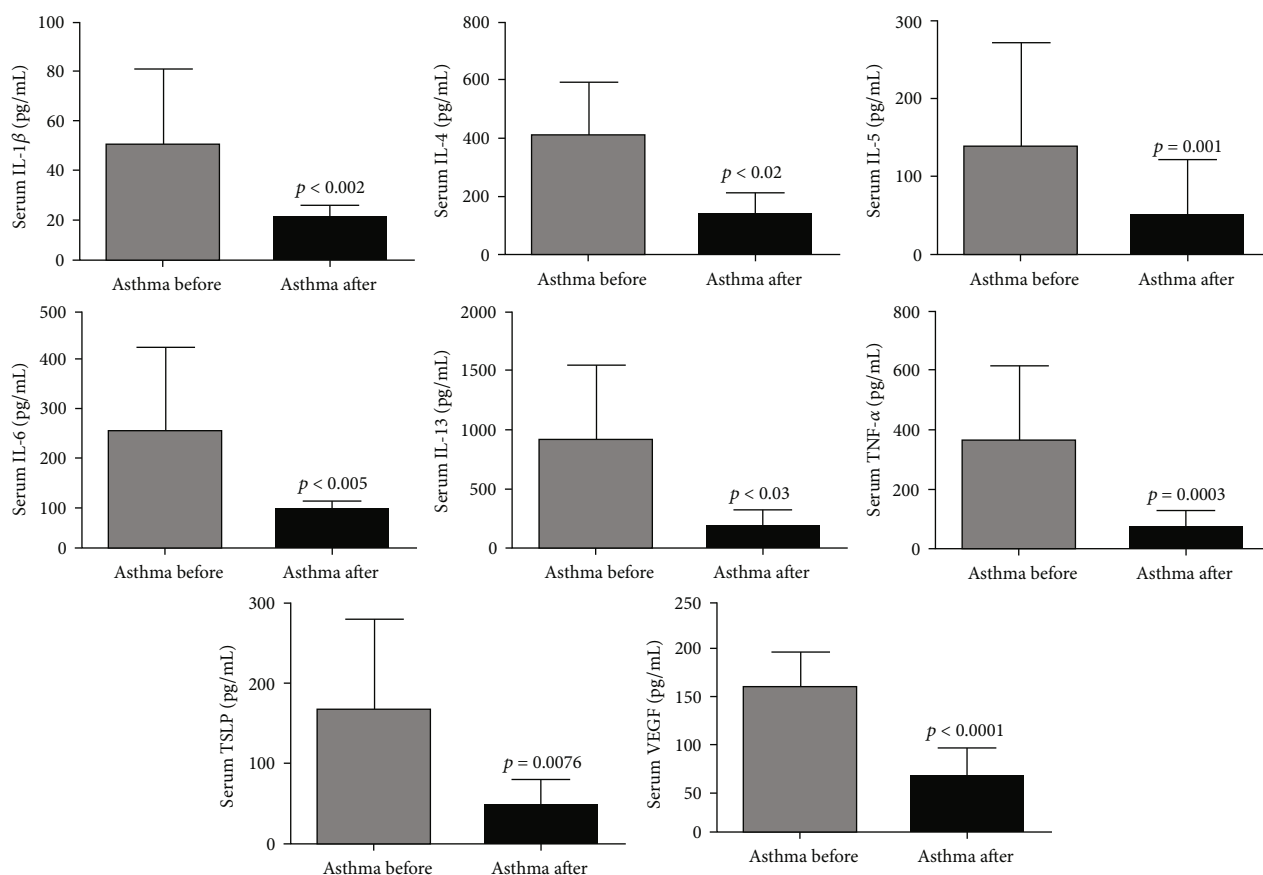 Serum IL-1β (pg/mL)
100
80
60
40
20
0
p < 0.002
Asthma before
Asthma after
Serum IL-4 (pg/mL)
800
600
400
200
0
p < 0.02
Asthma before
Asthma after
Serum IL-5 (pg/mL)
300
200
100
0
p = 0.001
Asthma before
Asthma after
Serum IL-6 (pg/mL)
500
400
300
200
100
0
p < 0.005
Asthma before
Asthma after
Serum IL-13 (pg/mL)
2000
1500
1000
500
0
p < 0.03
Asthma before
Asthma after
Serum TNF-α (pg/mL)
800
600
400
200
0
p = 0.0003
Asthma before
Asthma after
Serum TSLP (pg/mL)
300
200
100
0
p = 0.0076
Asthma before
Asthma after
Serum VEGF (pg/mL)
250
200
150
100
50
0
p < 0.0001
Asthma before
Asthma after